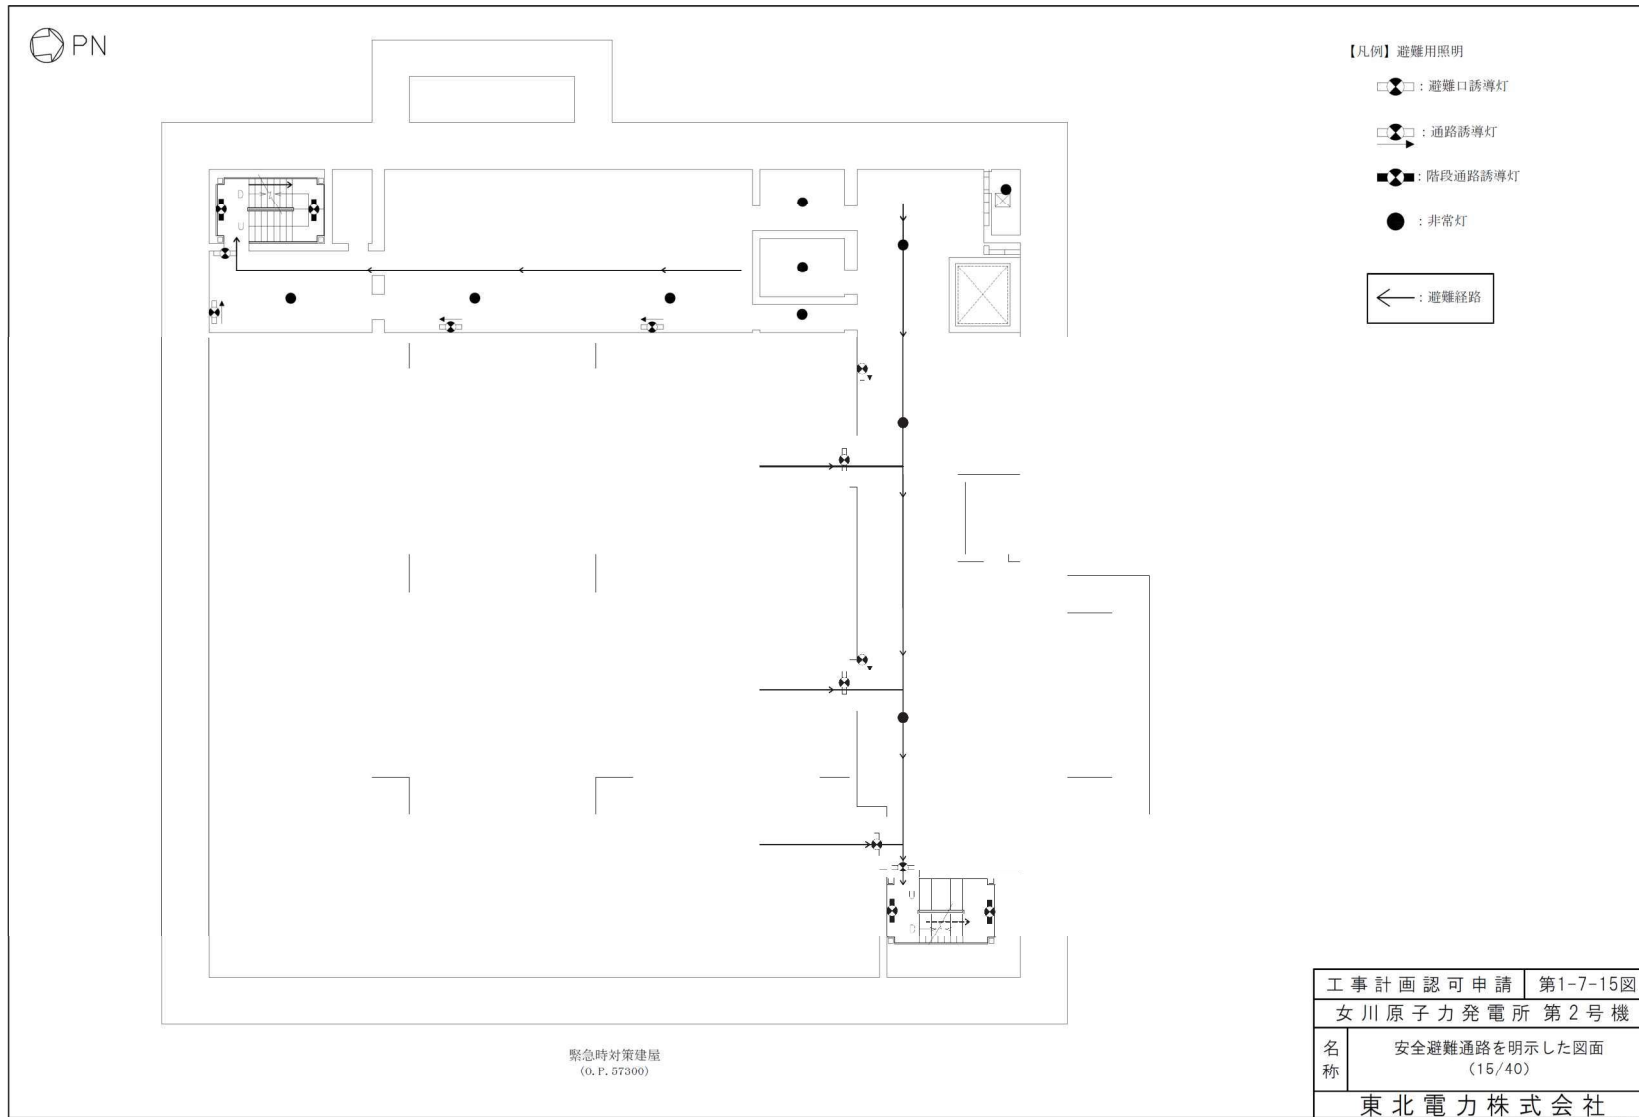 PN
【凡例】避難用照明
：避難口誘導灯
：通路誘導灯
：階段通路誘導灯
：非常灯
：避難経路
D
U
U
D
緊急時対策建屋
(O.P.57300)
工事計画認可申請 第1-7-15図
女川原子力発電所 第2号機
名称 安全避難通路を明示した図面
(15/40)
東北電力株式会社